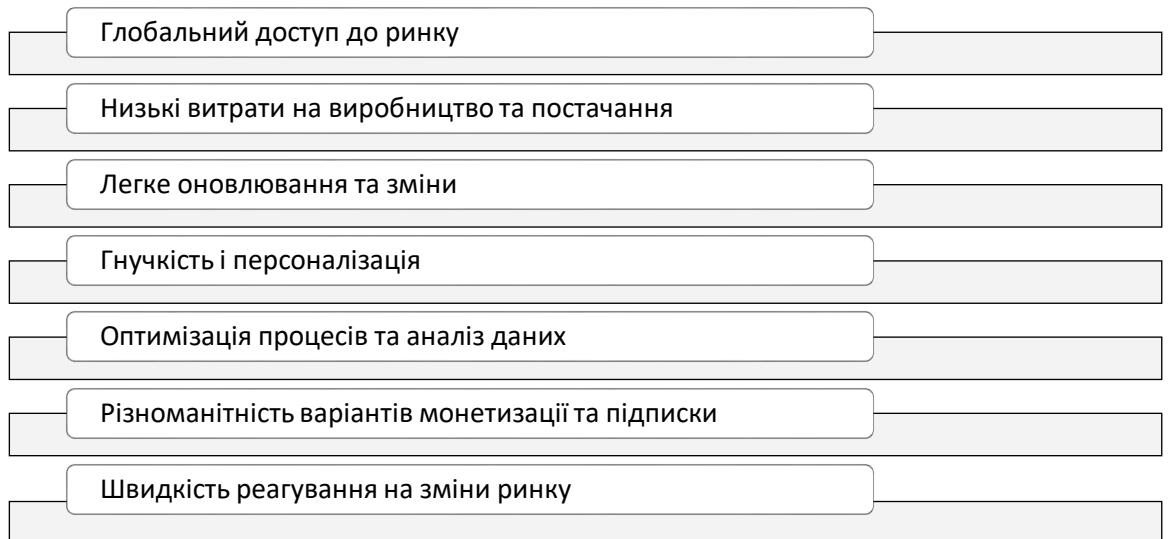 Глобальний доступ до ринку
Низькі витрати на виробництво та постачання
Легке оновлювання та зміни
Гнучкість і персоналізація
Оптимізація процесів та аналіз даних
Різноманітність варіантів монетизації та підписки
Швидкість реагування на зміни ринку